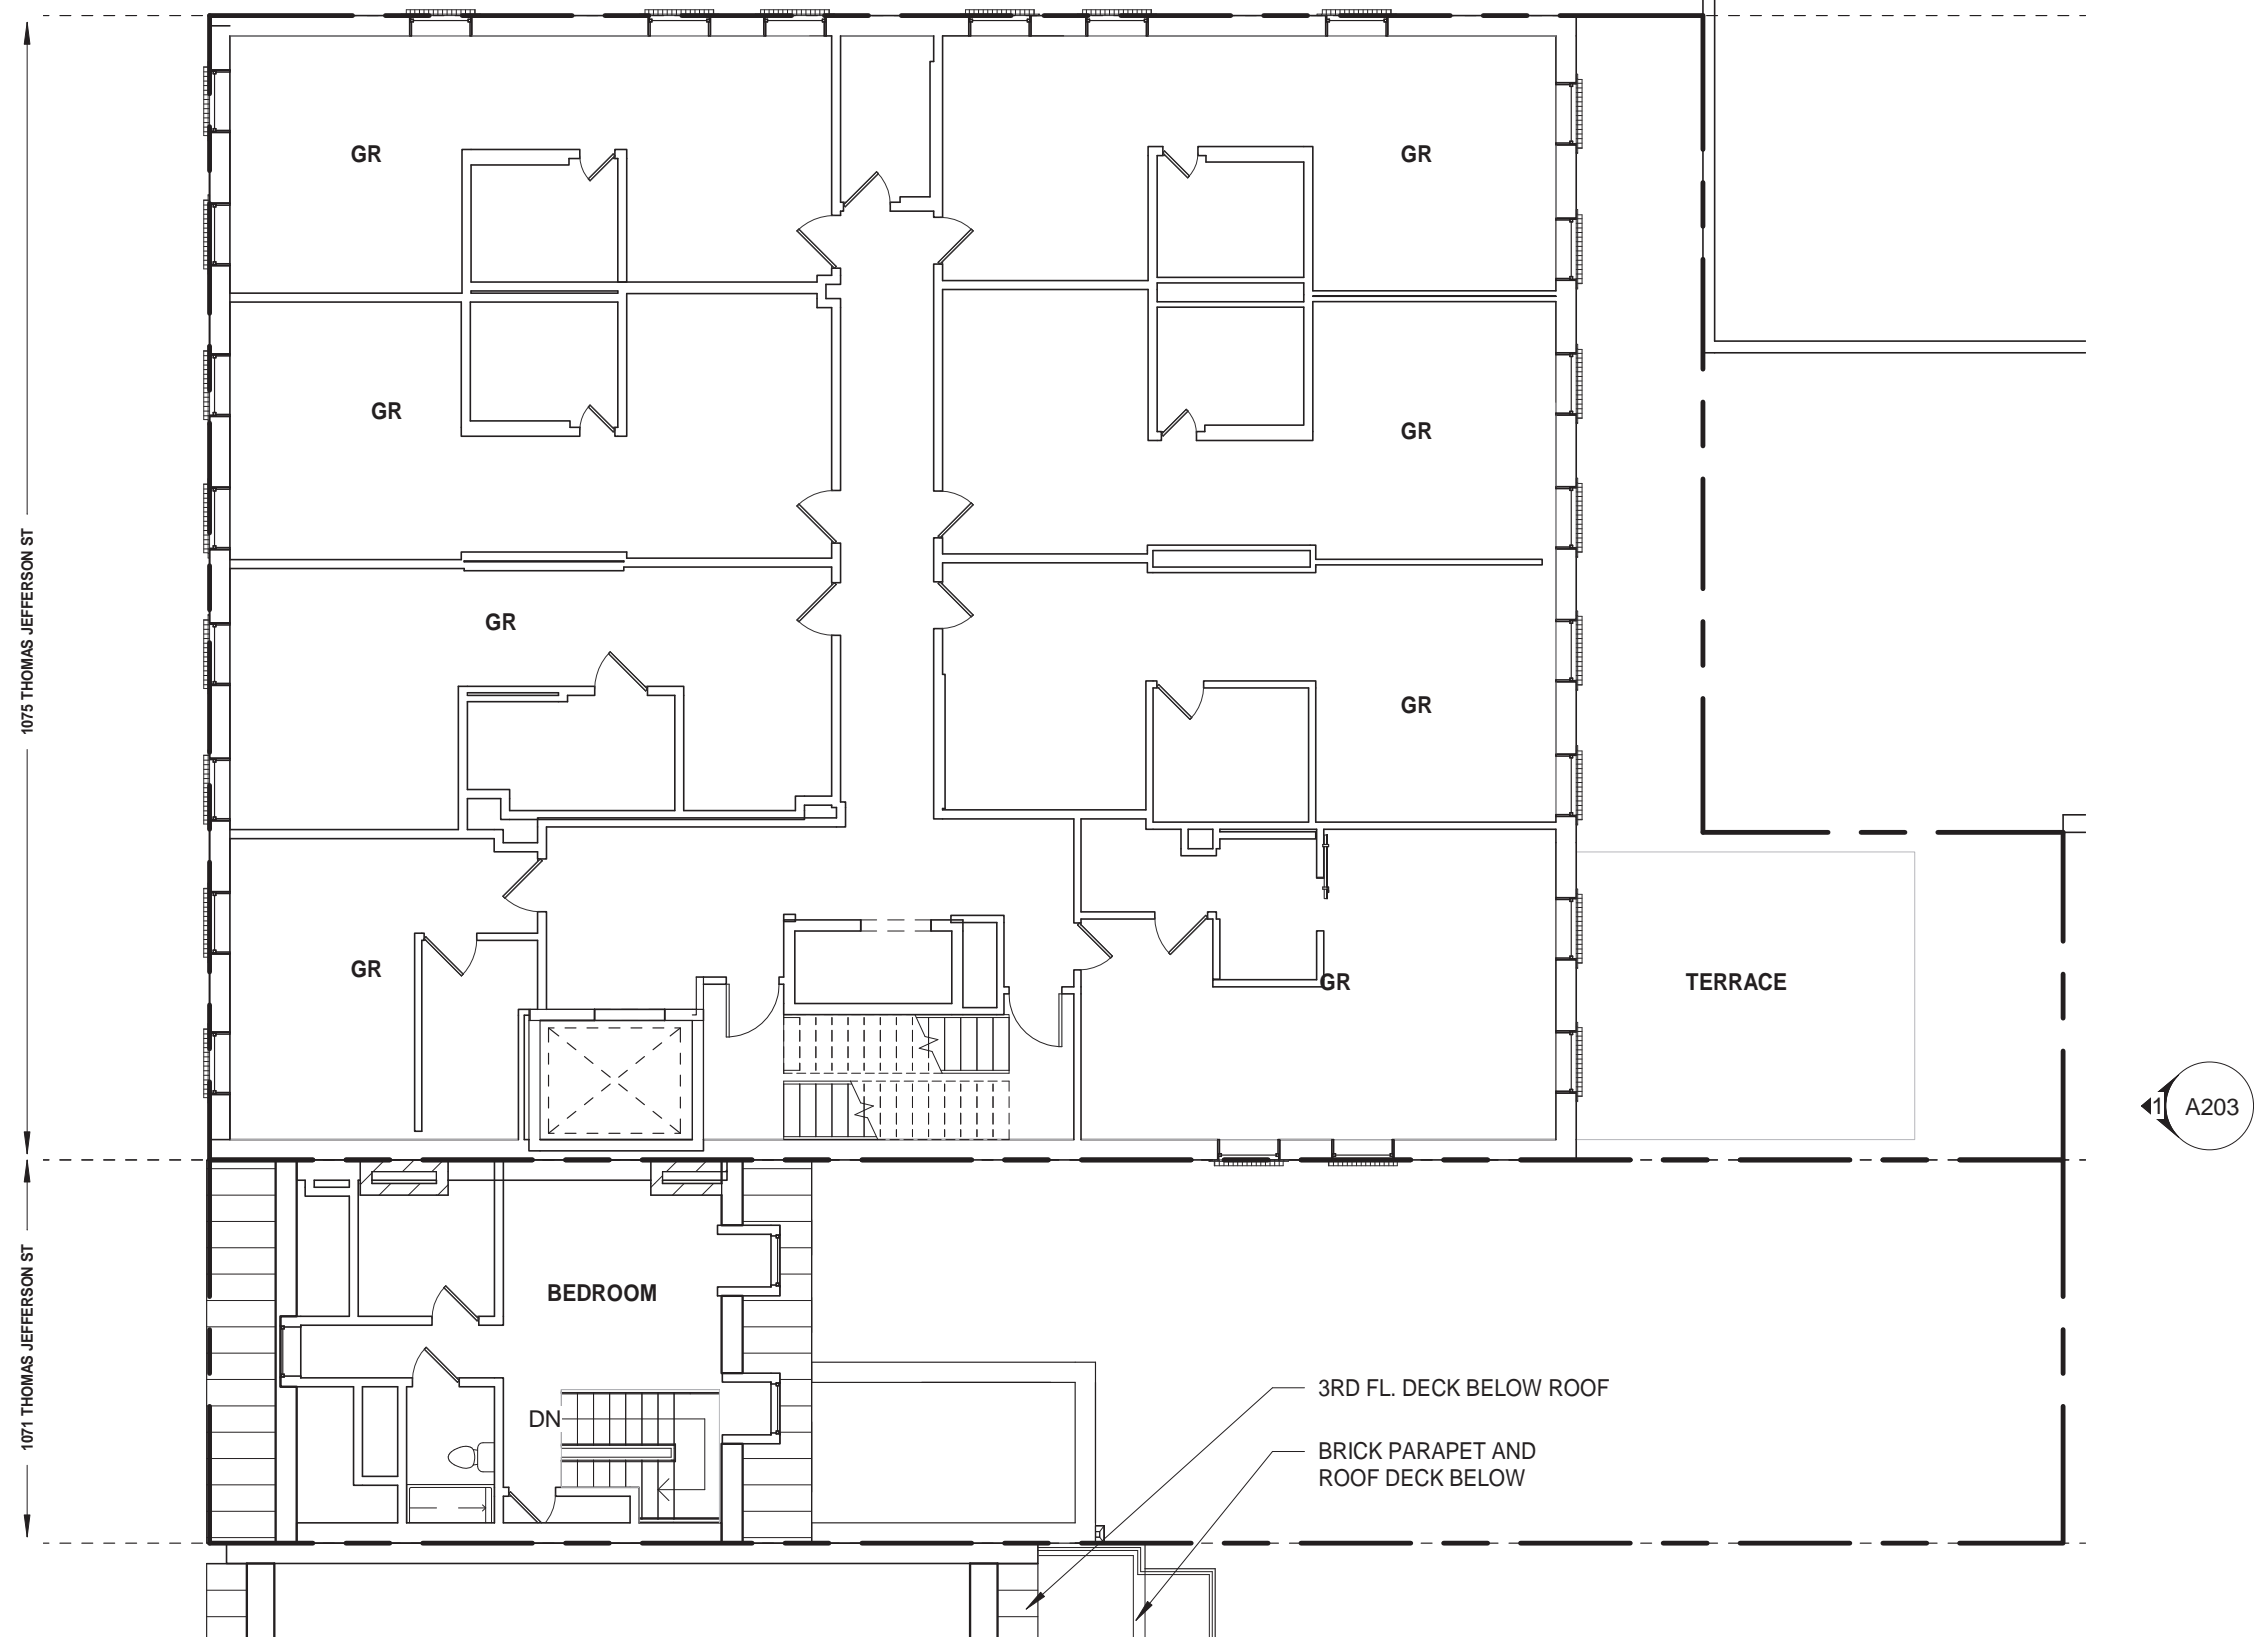 GR
GR
GR
GR
1075 THOMAS JEFFERSON ST
GR
GR
GR
GR
TERRACE
1
A203
1071 THOMAS JEFFERSON ST
BEDROOM
DN
3RD FL. DECK BELOW ROOF
BRICK PARAPET AND
ROOF DECK BELOW